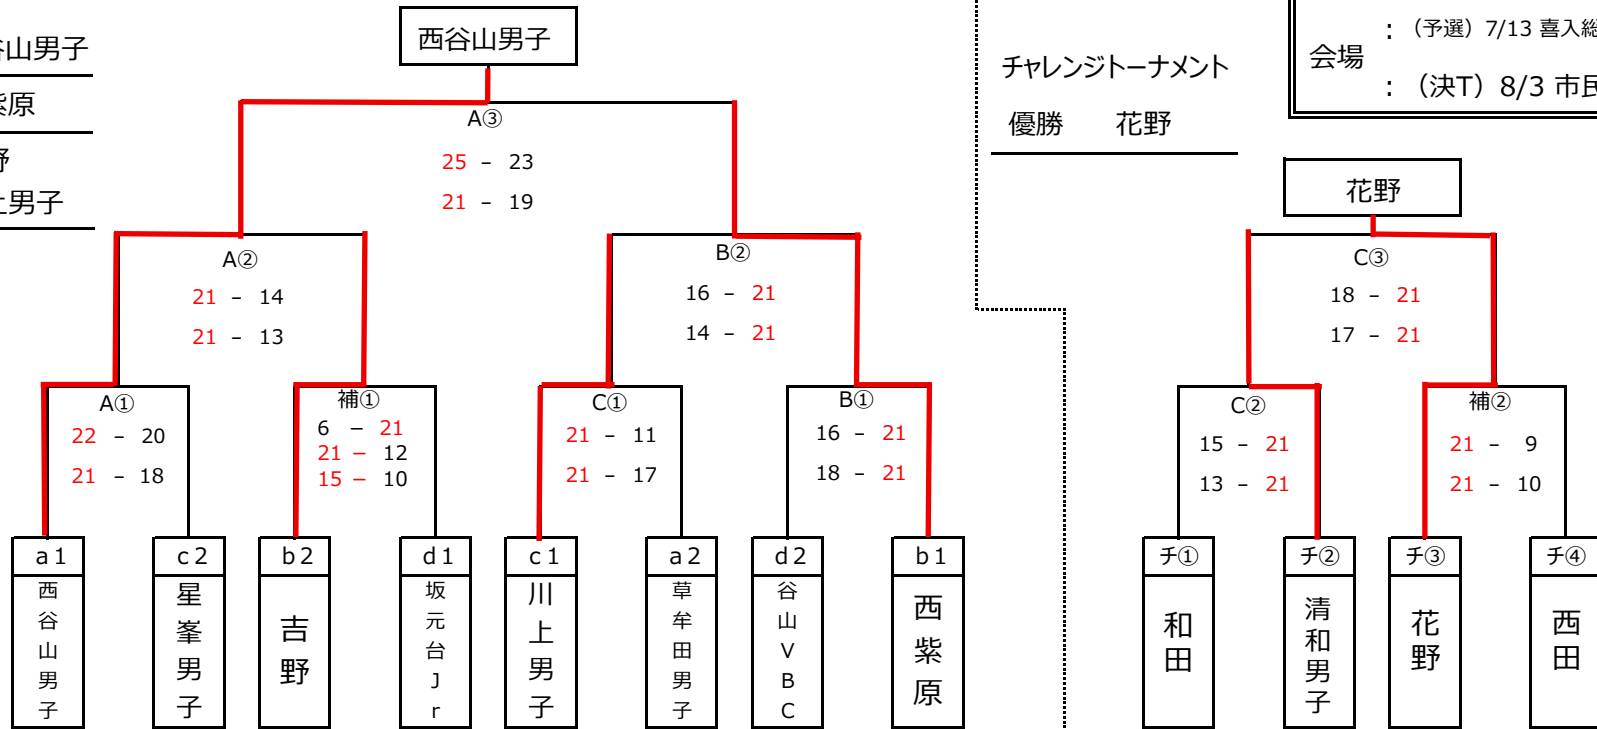 谷山男子
紫原
野
上男子
西谷山男子
A③
25 － 23
21 － 19
A②
21 － 14
21 － 13
B②
16 － 21
14 － 21
A①
22 － 20
21 － 18
補①
6 － 21
21 － 12
15 － 10
C①
21 － 11
21 － 17
B①
16 － 21
18 － 21
a1
西谷山男子
c2
星峯男子
b2
吉野
d1
坂元台Jr
c1
川上男子
a2
草牟田男子
d2
谷山VBC
b1
西紫原
チャレンジトーナメント
優勝 花野
会場
：（予選）7/13 喜入総
：（決T）8/3 市民
花野
C③
18 － 21
17 － 21
C②
15 － 21
13 － 21
補②
21 － 9
21 － 10
チ①
和田
チ②
清和男子
チ③
花野
チ④
西田